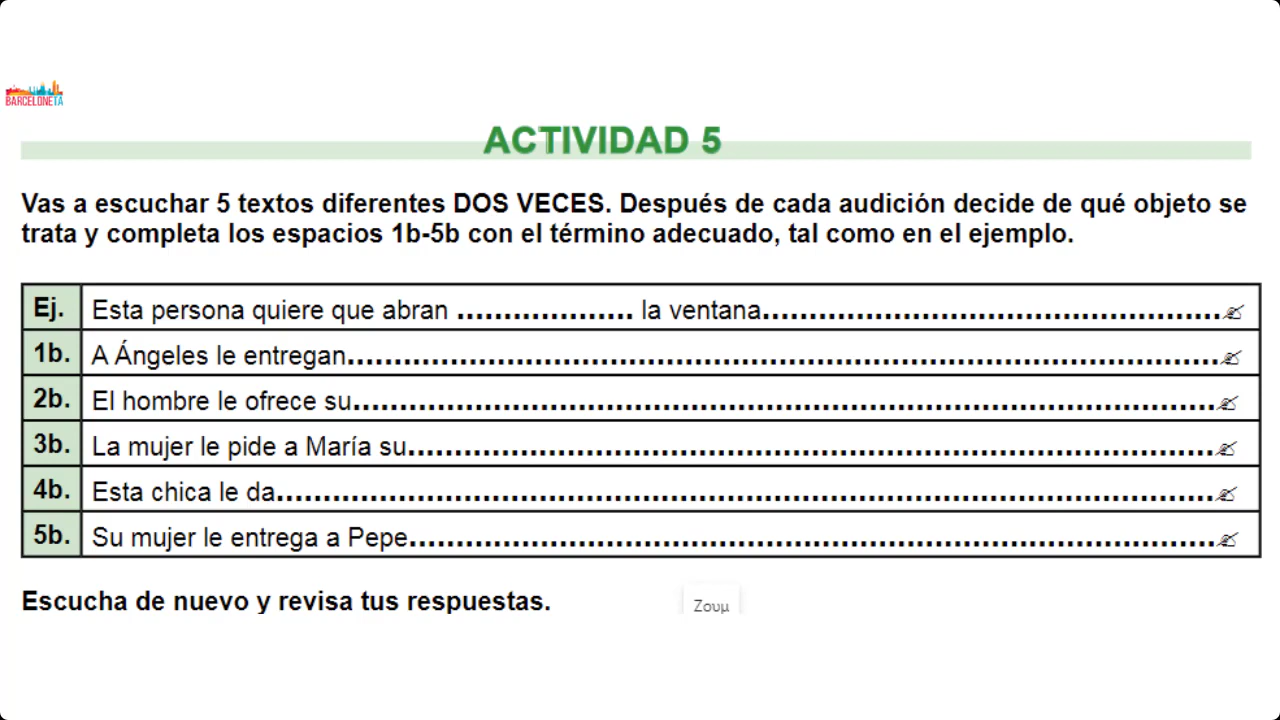 BARCELONETA
ACTIVIDAD 5
Vas a escuchar 5 textos diferentes DOS VECES. Después de cada audición decide de qué objeto se
trata y completa los espacios 1b-5b con el término adecuado, tal como en el ejemplo.
Ej. Esta persona quiere que abran ................... la ventana.................................................
1b. A Ángeles le entregan..............................................................................................
2b. El hombre le ofrece su.............................................................................................
3b. La mujer le pide a María su.......................................................................................
4b. Esta chica le da.....................................................................................................
5b. Su mujer le entrega a Pepe.......................................................................................
Escucha de nuevo y revisa tus respuestas.
Ζουμ